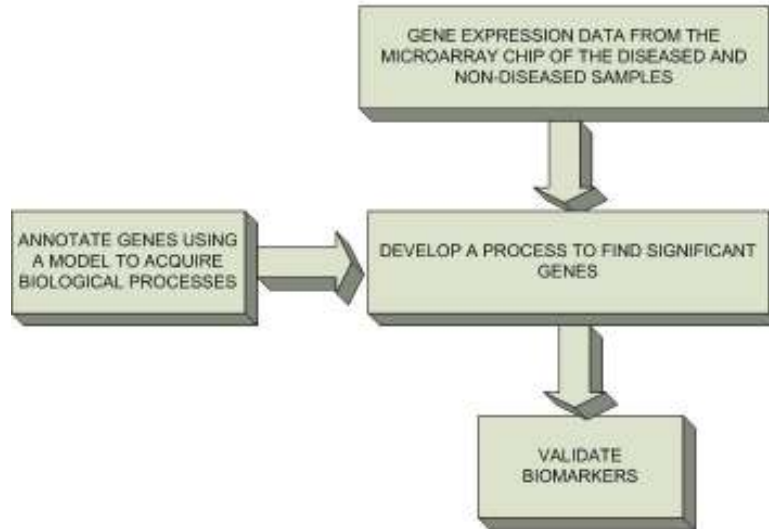 GENE EXPRESSION DATA FROM THE
MICROARRAY CHIP OF THE DISEASED AND
NON-DISEASED SAMPLES
ANNOTATE GENES USING
A MODEL TO ACQUIRE
BIOLOGICAL PROCESSES
DEVELOP A PROCESS TO FIND SIGNIFICANT
GENES
VALIDATE
BIOMARKERS